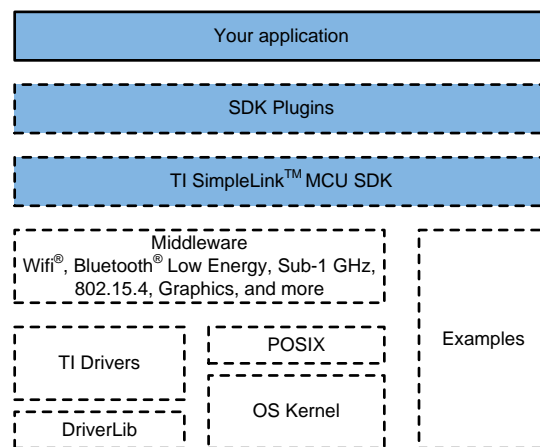 Your application
SDK Plugins
TI SimpleLink™ MCU SDK
Middleware
Wifi®, Bluetooth® Low Energy, Sub-1 GHz,
802.15.4, Graphics, and more
Examples
TI Drivers
POSIX
DriverLib
OS Kernel